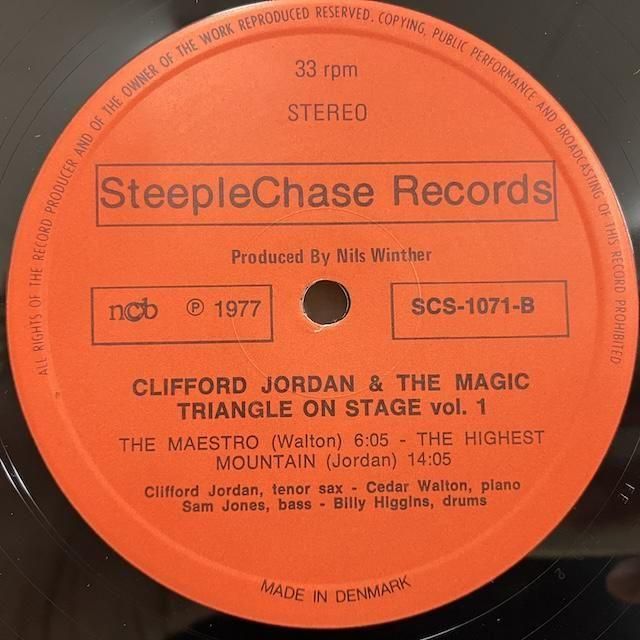 ALL RIGHTS OF THE RECORD PRODUCER AND OF THE OWNER OF THE WORK REPRODUCED RESERVED. COPYING, PUBLIC PERFORMANCE AND BROADCASTING OF THIS RECORD PROHIBITED
33 rpm
STEREO
SteepleChase Records
Produced By Nils Winther
ncb ℗ 1977
SCS-1071-B
CLIFFORD JORDAN & THE MAGIC
TRIANGLE ON STAGE vol. 1
THE MAESTRO (Walton) 6:05 - THE HIGHEST
MOUNTAIN (Jordan) 14:05
Clifford Jordan, tenor sax - Cedar Walton, piano
Sam Jones, bass - Billy Higgins, drums
MADE IN DENMARK